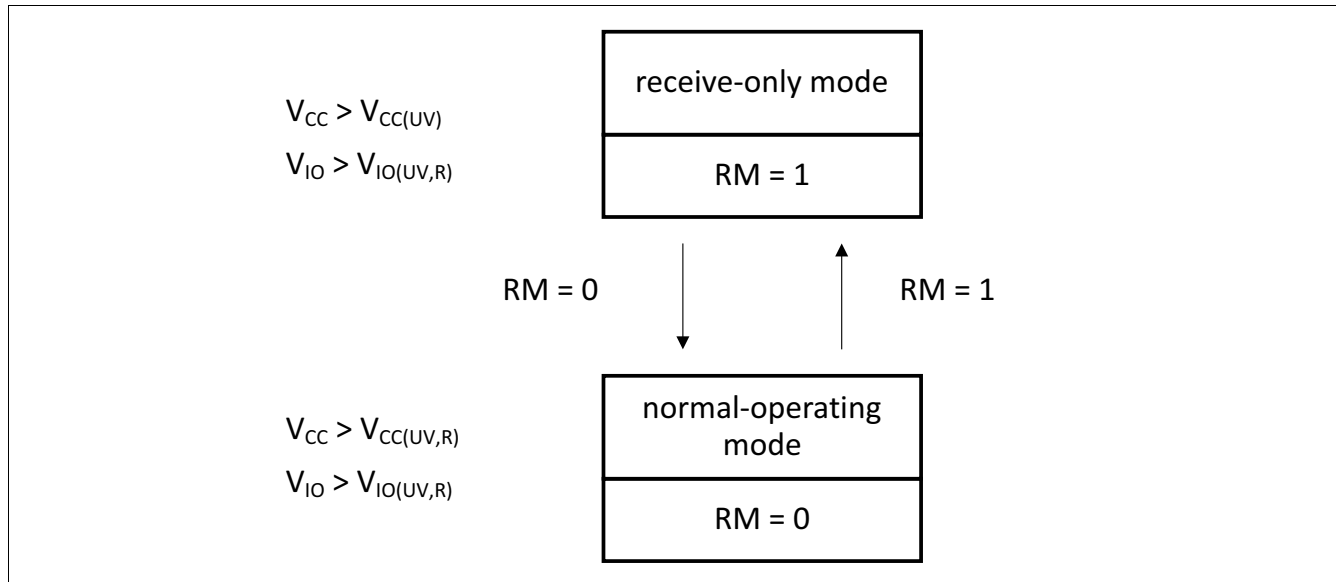 receive-only mode
V_CC > V_CC(UV)
V_IO > V_IO(UV,R)
RM = 1
RM = 0
RM = 1
normal-operating
mode
V_CC > V_CC(UV,R)
V_IO > V_IO(UV,R)
RM = 0